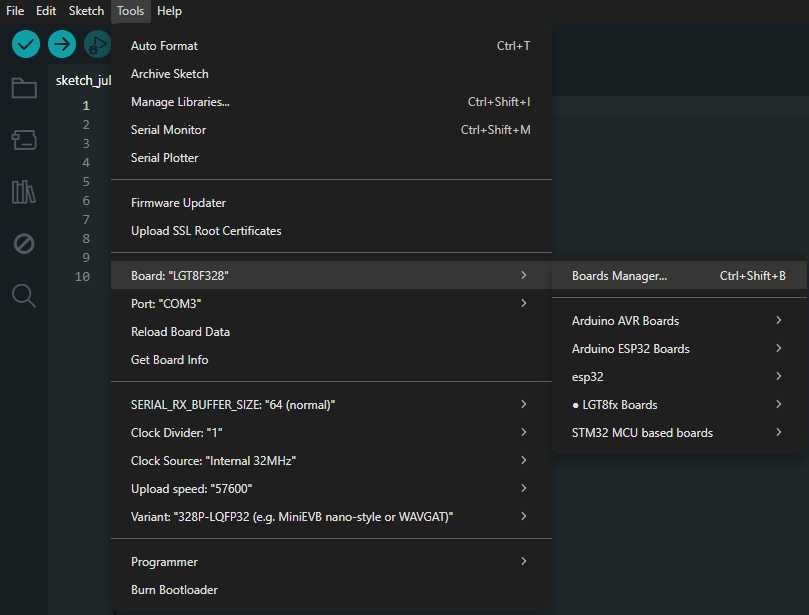 File Edit Sketch Tools Help
sketch_jul
1
2
3
4
5
6
7
8
9
10
Auto Format Ctrl+T
Archive Sketch
Manage Libraries... Ctrl+Shift+I
Serial Monitor Ctrl+Shift+M
Serial Plotter
Firmware Updater
Upload SSL Root Certificates
Board: "LGT8F328"
Port: "COM3"
Reload Board Data
Get Board Info
SERIAL_RX_BUFFER_SIZE: "64 (normal)"
Clock Divider: "1"
Clock Source: "Internal 32MHz"
Upload speed: "57600"
Variant: "328P-LQFP32 (e.g. MiniEVB nano-style or WAVGAT)"
Programmer
Burn Bootloader
Boards Manager... Ctrl+Shift+B
Arduino AVR Boards
Arduino ESP32 Boards
esp32
● LGT8fx Boards
STM32 MCU based boards